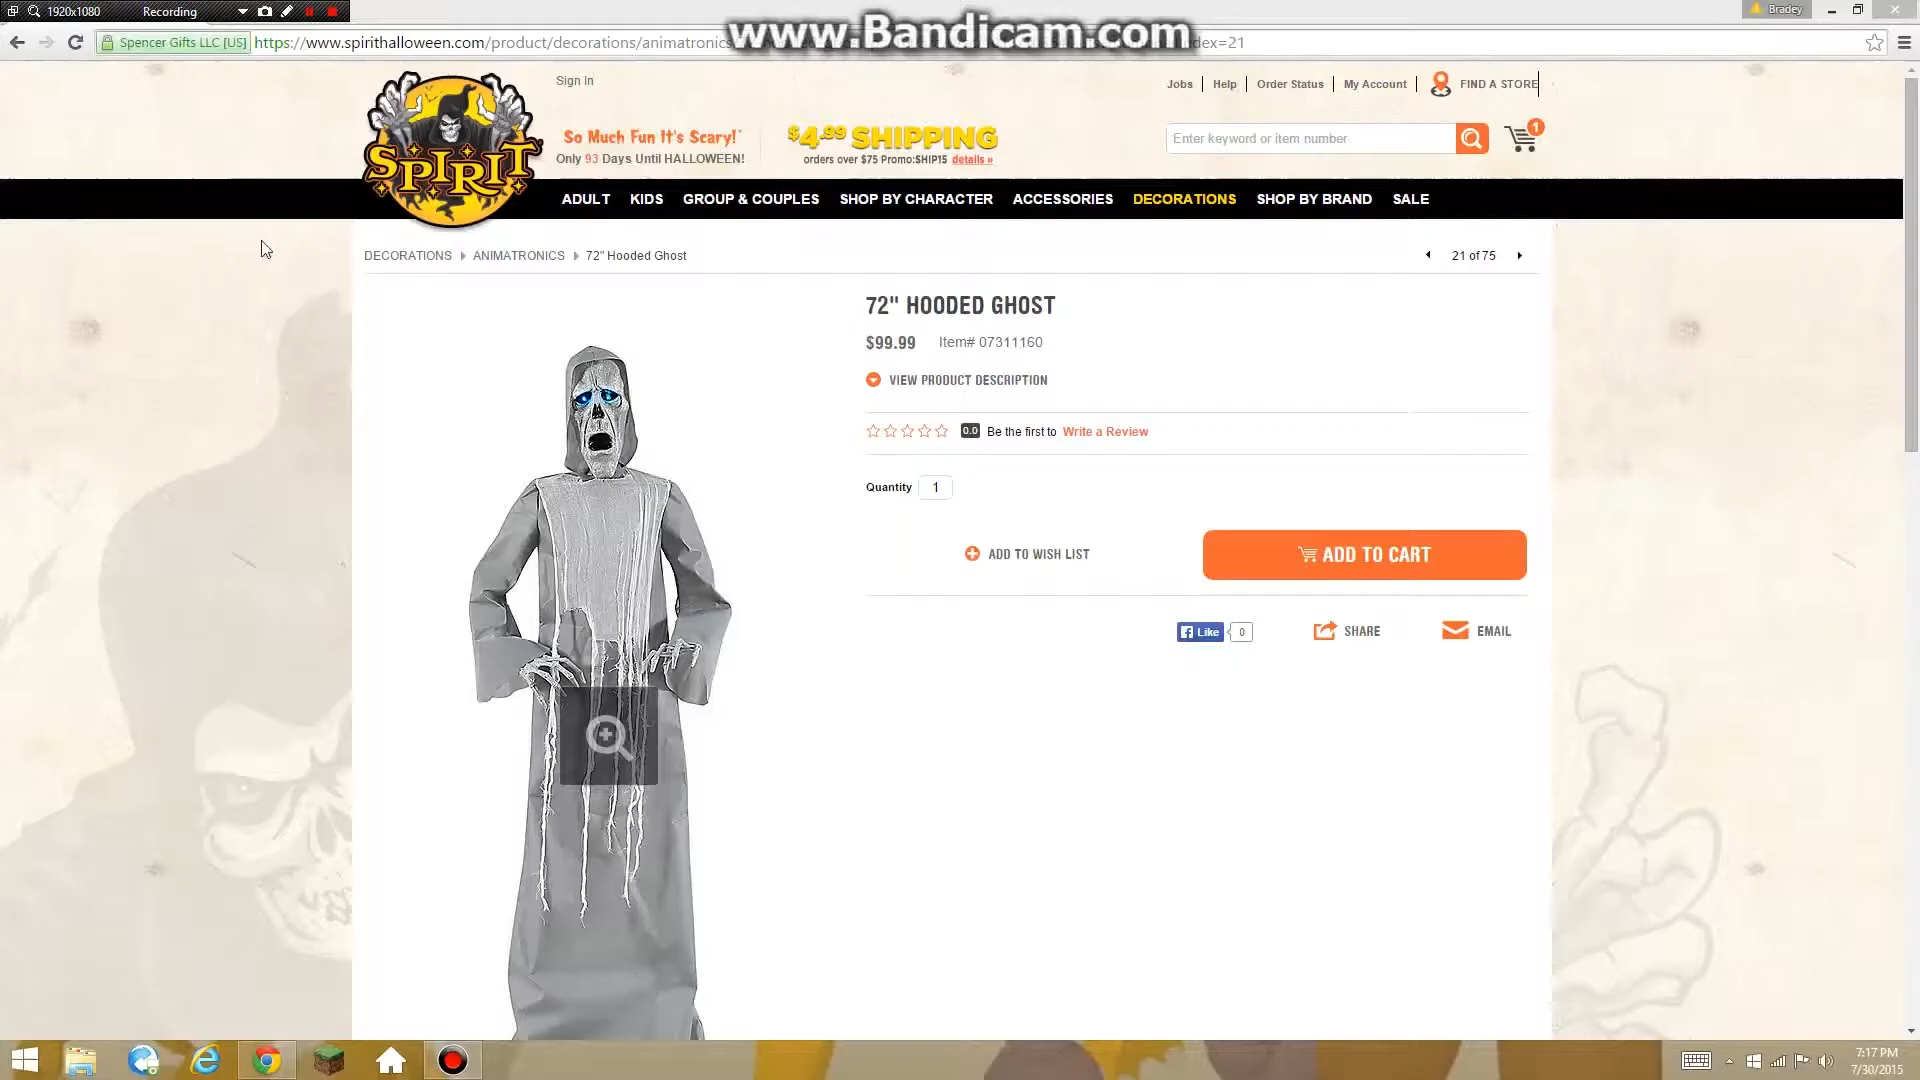 1920x1080 Recording
www.Bandicam.com
Bradey
Spencer Gifts LLC [US] https://www.spirithalloween.com/product/decorations/animatronics
dex=21
SPIRIT
Sign In
Jobs Help Order Status My Account FIND A STORE
So Much Fun It's Scary!
Only 93 Days Until HALLOWEEN!
$4.99 SHIPPING
orders over $75 Promo:SHIP15 details »
Enter keyword or item number
1
ADULT KIDS GROUP & COUPLES SHOP BY CHARACTER ACCESSORIES DECORATIONS SHOP BY BRAND SALE
DECORATIONS ANIMATRONICS 72" Hooded Ghost
21 of 75
72" HOODED GHOST
$99.99 Item# 07311160
VIEW PRODUCT DESCRIPTION
0.0 Be the first to Write a Review
Quantity 1
ADD TO WISH LIST
ADD TO CART
Like 0
SHARE
EMAIL
7:17 PM
7/30/2015